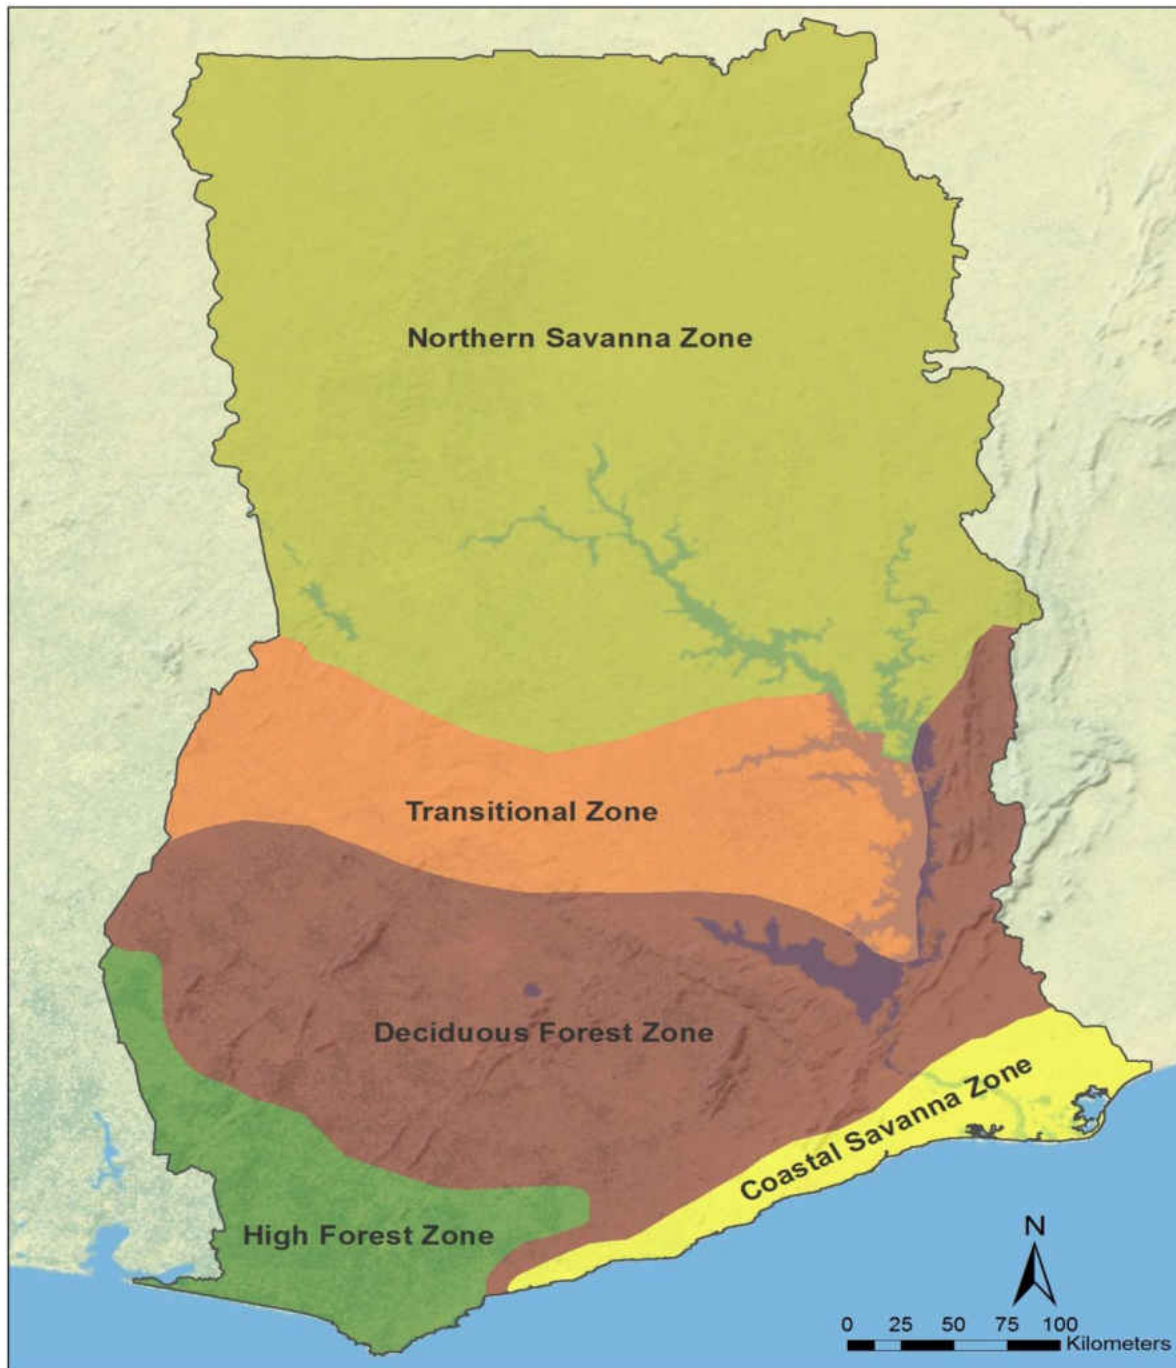 Northern Savanna Zone
Transitional Zone
Deciduous Forest Zone
Coastal Savanna Zone
High Forest Zone
N
0 25 50 75 100
Kilometers